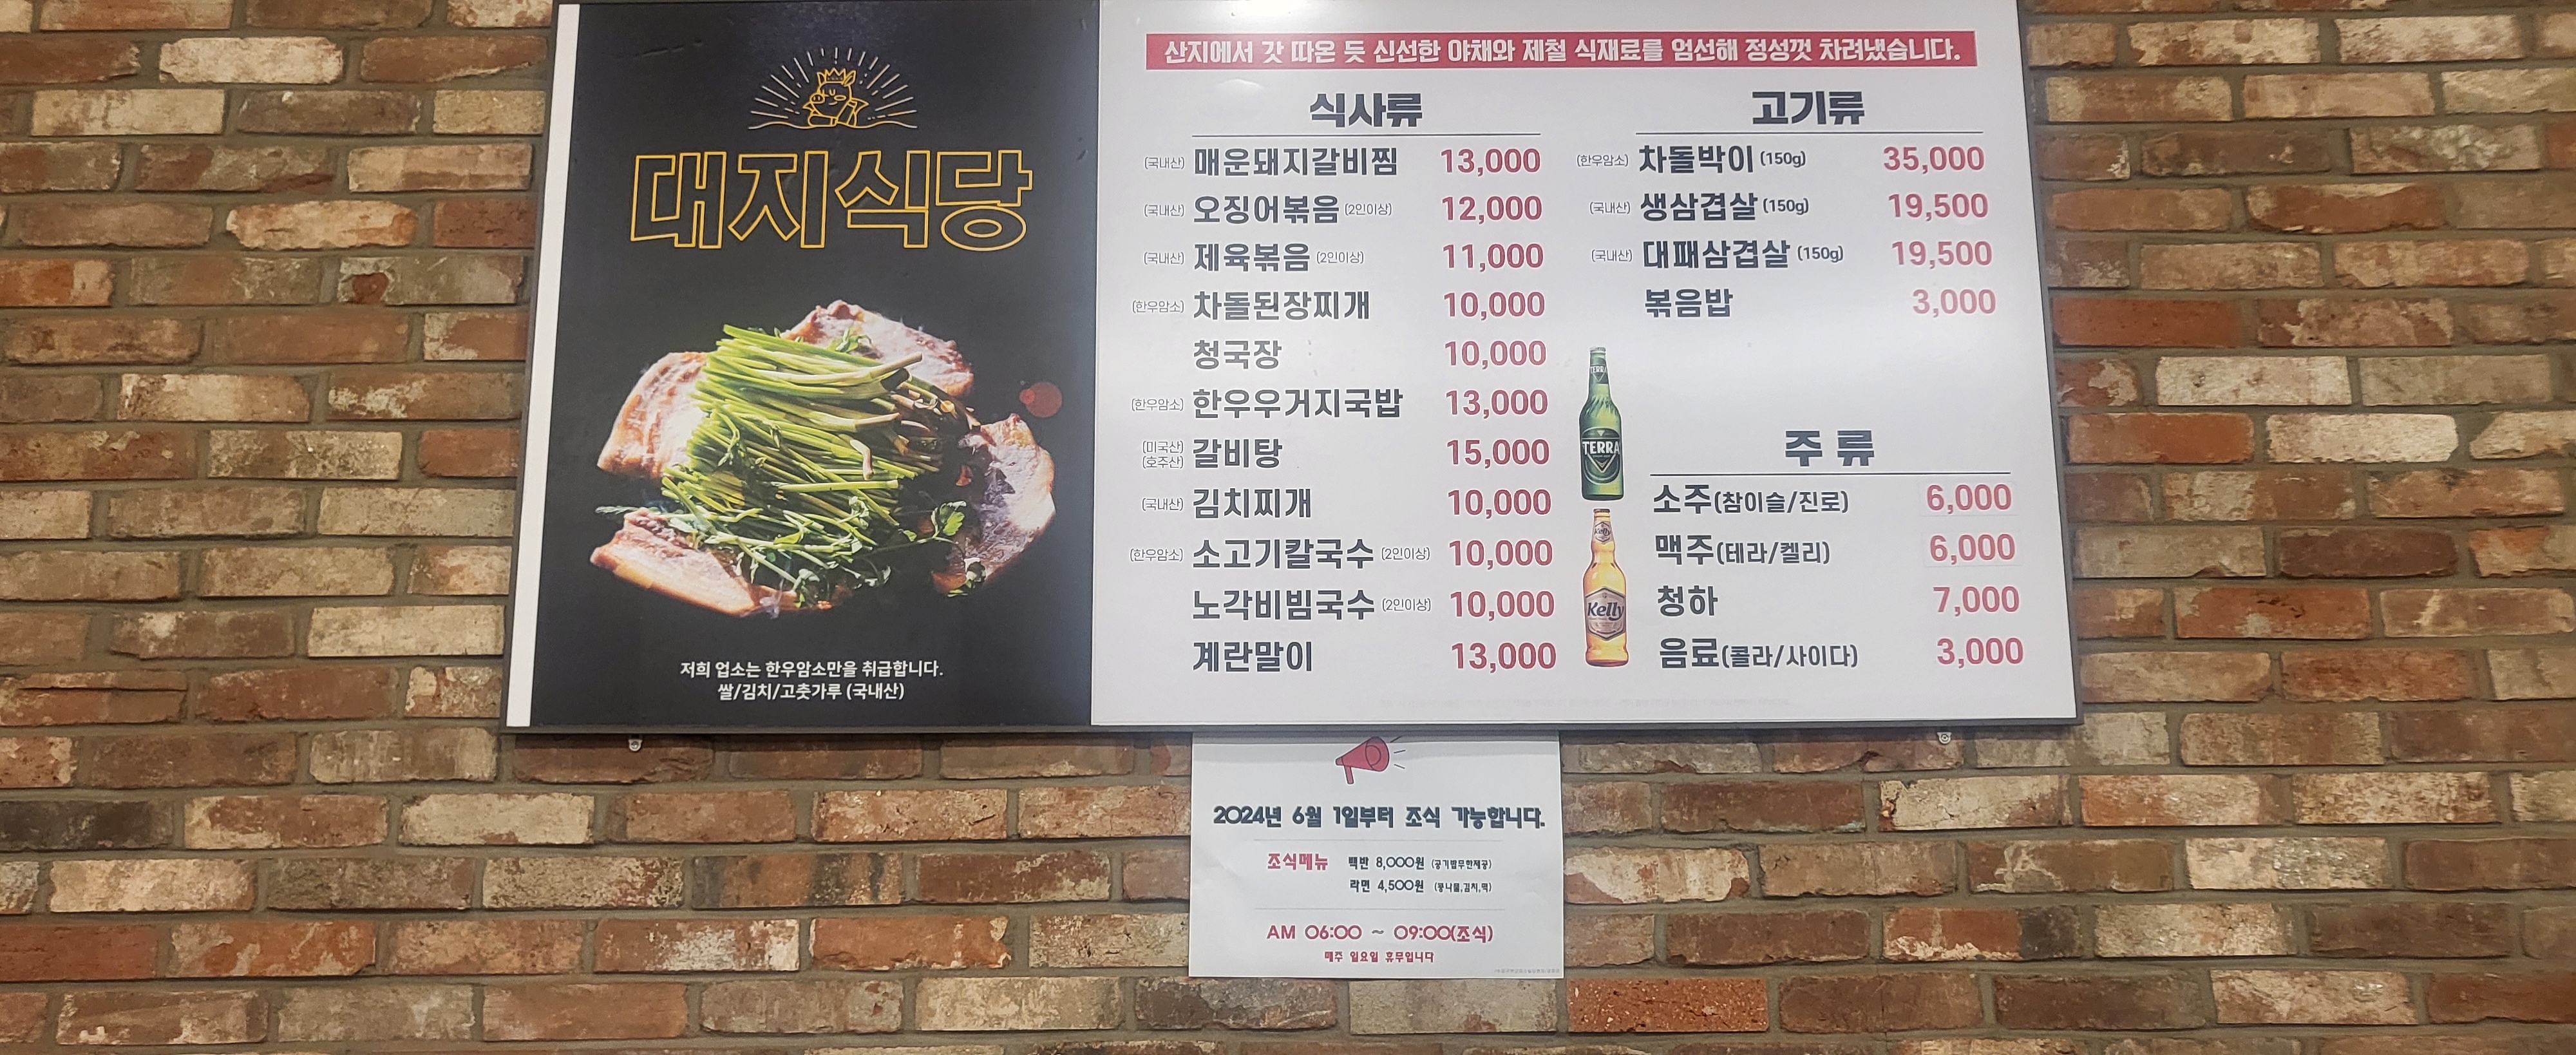 대지식당
저희 업소는 한우암소만을 취급합니다.
쌀/김치/고춧가루 (국내산)
산지에서 갓 따온 듯 신선한 야채와 제철 식재료를 엄선해 정성껏 차려냈습니다.
식사류
(국내산) 매운돼지갈비찜 13,000
(국내산) 오징어볶음 (2인이상) 12,000
(국내산) 제육볶음 (2인이상) 11,000
(한우암소) 차돌된장찌개 10,000
청국장 10,000
(한우암소) 한우우거지국밥 13,000
(미국산) (호주산) 갈비탕 15,000
(국내산) 김치찌개 10,000
(한우암소) 소고기칼국수 (2인이상) 10,000
노각비빔국수 (2인이상) 10,000
계란말이 13,000
고기류
(한우암소) 차돌박이 (150g) 35,000
(국내산) 생삼겹살 (150g) 19,500
(국내산) 대패삼겹살 (150g) 19,500
볶음밥 3,000
TERRA
TERRA
Kelly
Kelly
주 류
소주(참이슬/진로) 6,000
맥주(테라/켈리) 6,000
청하 7,000
음료(콜라/사이다) 3,000
2024년 6월 1일부터 조식 가능합니다.
조식메뉴 백반 8,000원 (공기밥무한제공)
라면 4,500원 (콩나물,김치,떡)
AM 06:00 ~ 09:00(조식)
매주 일요일 휴무입니다